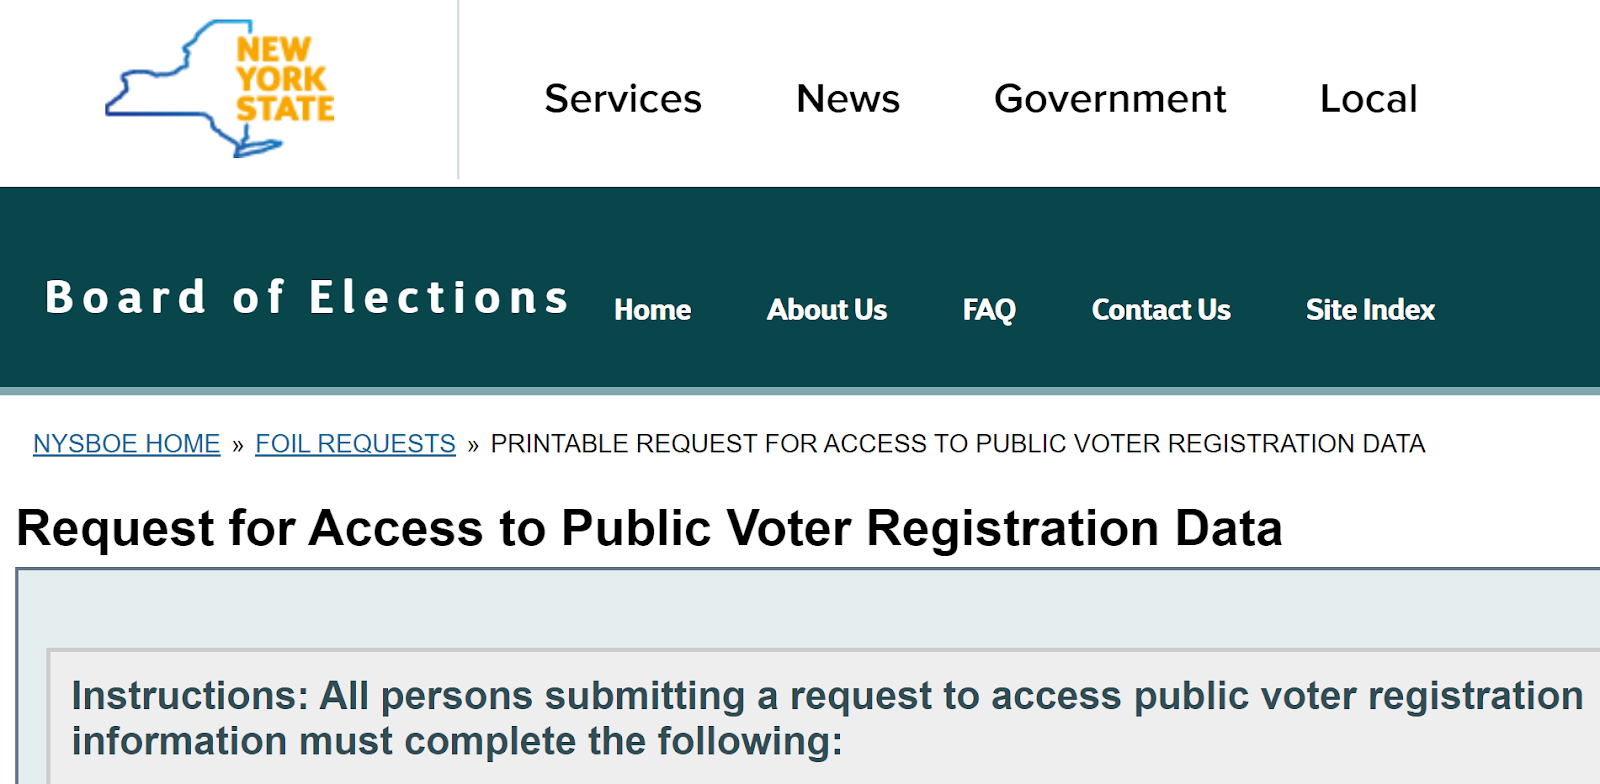 NEW
YORK
STATE
Services News Government Local
Board of Elections Home About Us FAQ Contact Us Site Index
NYSBOE HOME » FOIL REQUESTS » PRINTABLE REQUEST FOR ACCESS TO PUBLIC VOTER REGISTRATION DATA
Request for Access to Public Voter Registration Data
Instructions: All persons submitting a request to access public voter registration
information must complete the following: